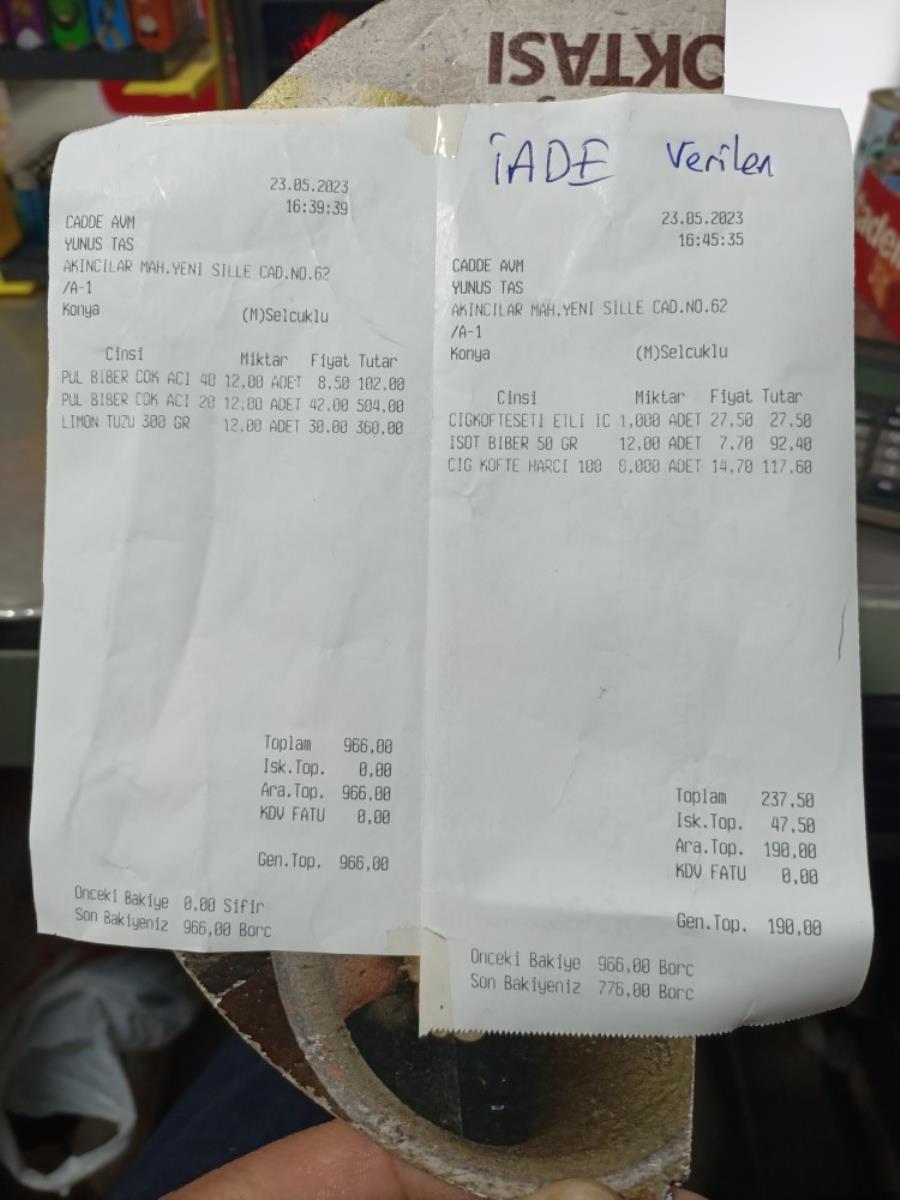 OKTASI
23.05.2023
16:39:39
CADDE AVM
YUNUS TAS
AKINCILAR MAH.YENI SILLE CAD.NO.62
/A-1
Konya (M)Selcuklu
Cinsi Miktar Fiyat Tutar
PUL BIBER COK ACI 40 12,00 ADET 8.50 102.00
PUL BIBER COK ACI 20 12,00 ADET 42.00 504.00
LIMON TUZU 300 GR 12.00 ADET 30.00 360.00
Toplam 966,00
Isk.Top. 0,00
Ara.Top. 966,00
KDV FATU 0,00
Gen.Top. 966,00
Onceki Bakiye 0.00 Sifir
Son Bakiyeniz 966,00 Borc
İADE Verilen
23.05.2023
16:45:35
CADDE AVM
YUNUS TAS
AKINCILAR MAH.YENI SILLE CAD.NO.62
/A-1
Konya (M)Selcuklu
Cinsi Miktar Fiyat Tutar
CIGKOFTESETI ETLI IC 1,000 ADET 27,50 27,50
ISOT BIBER 50 GR 12,00 ADET 7.70 92,40
CIG KOFTE HARCI 100 8,000 ADET 14,70 117.60
Toplam 237,50
Isk.Top. 47,50
Ara.Top. 190,00
KDV FATU 0,00
Gen.Top. 190,00
Onceki Bakiye 966,00 Borc
Son Bakiyeniz 776,00 Borc